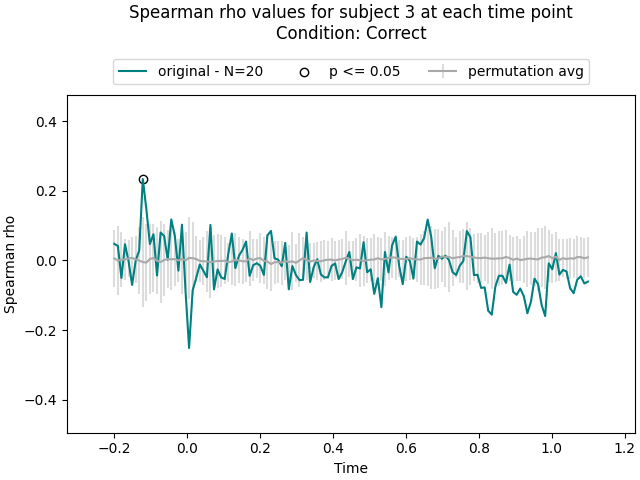 Spearman rho values for subject 3 at each time point
Condition: Correct
original - N=20
p <= 0.05
permutation avg
0.4
0.2
0.0
−0.2
−0.4
Spearman rho
−0.2
0.0
0.2
0.4
0.6
0.8
1.0
1.2
Time